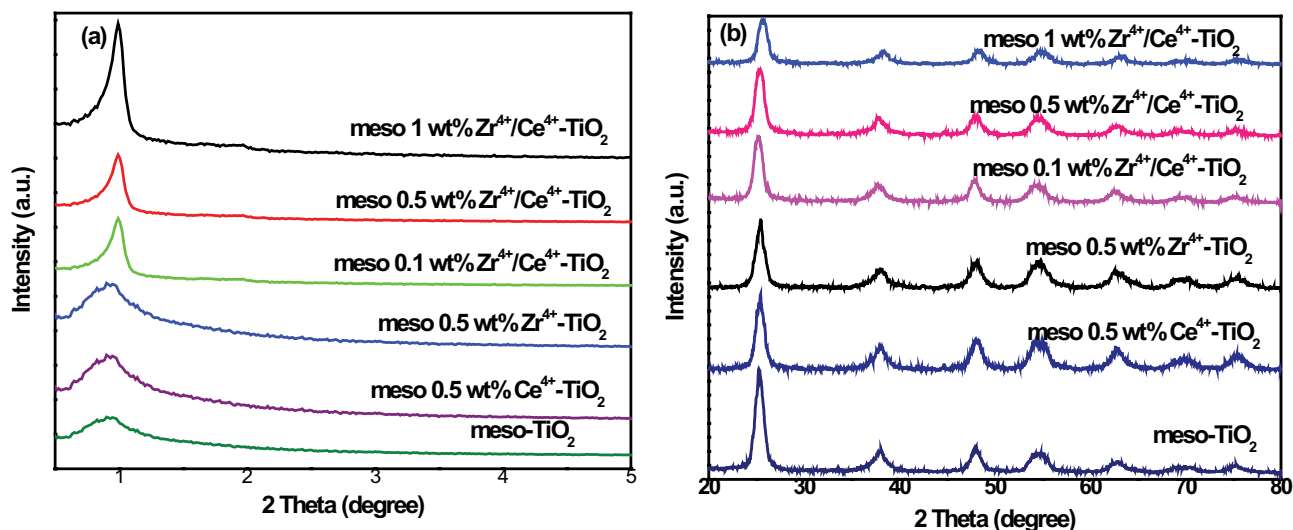 (a)
meso 1 wt% Zr⁴⁺/Ce⁴⁺-TiO₂
meso 0.5 wt% Zr⁴⁺/Ce⁴⁺-TiO₂
meso 0.1 wt% Zr⁴⁺/Ce⁴⁺-TiO₂
meso 0.5 wt% Zr⁴⁺-TiO₂
meso 0.5 wt% Ce⁴⁺-TiO₂
meso-TiO₂
Intensity (a.u.)
1 2 3 4 5
2 Theta (degree)
(b)
meso 1 wt% Zr⁴⁺/Ce⁴⁺-TiO₂
meso 0.5 wt% Zr⁴⁺/Ce⁴⁺-TiO₂
meso 0.1 wt% Zr⁴⁺/Ce⁴⁺-TiO₂
meso 0.5 wt% Zr⁴⁺-TiO₂
meso 0.5 wt% Ce⁴⁺-TiO₂
meso-TiO₂
Intensity (a.u.)
20 30 40 50 60 70 80
2 Theta (degree)